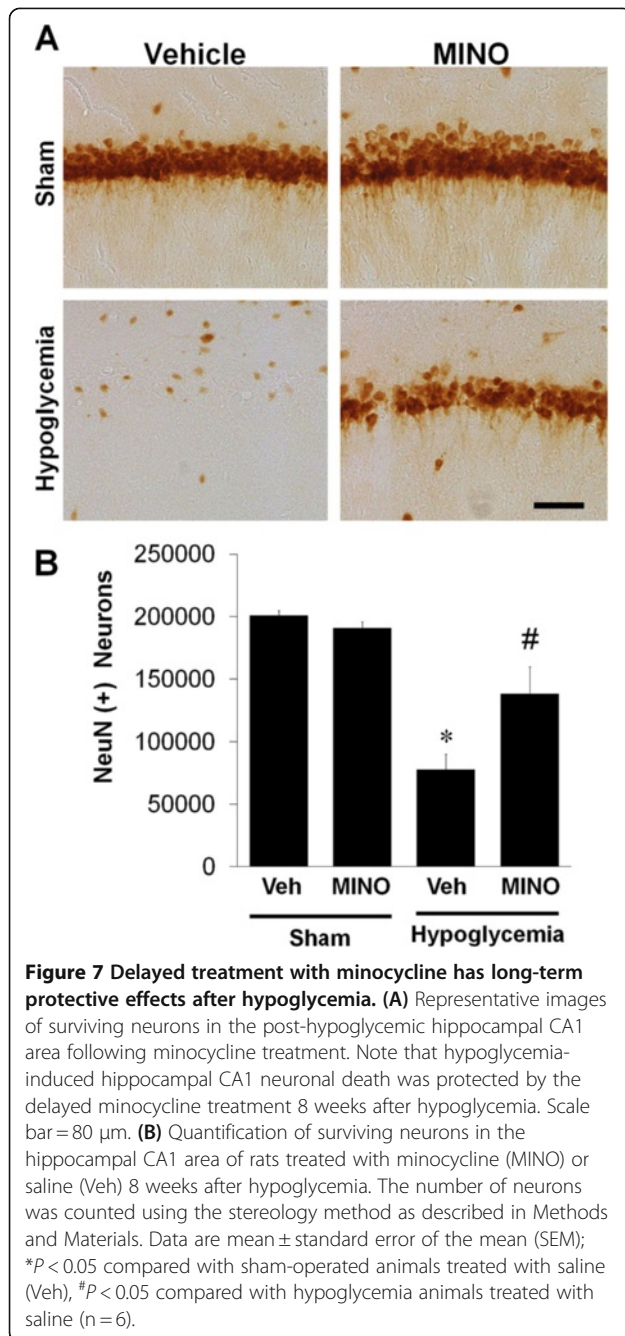 A
Vehicle MINO
Sham
Hypoglycemia
B
NeuN (+) Neurons
250000
200000
150000
100000
50000
0
*
#
Veh MINO Veh MINO
Sham Hypoglycemia
Figure 7 Delayed treatment with minocycline has long-term
protective effects after hypoglycemia. (A) Representative images
of surviving neurons in the post-hypoglycemic hippocampal CA1
area following minocycline treatment. Note that hypoglycemia-
induced hippocampal CA1 neuronal death was protected by the
delayed minocycline treatment 8 weeks after hypoglycemia. Scale
bar = 80 μm. (B) Quantification of surviving neurons in the
hippocampal CA1 area of rats treated with minocycline (MINO) or
saline (Veh) 8 weeks after hypoglycemia. The number of neurons
was counted using the stereology method as described in Methods
and Materials. Data are mean ± standard error of the mean (SEM);
*P < 0.05 compared with sham-operated animals treated with saline
(Veh), #P < 0.05 compared with hypoglycemia animals treated with
saline (n = 6).